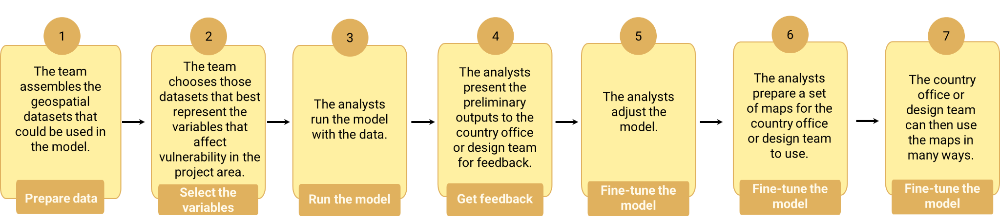 1
The team
assembles the
geospatial
datasets that
could be used in
the model.
Prepare data
2
The team
chooses those
datasets that best
represent the
variables that
affect
vulnerability in the
project area.
Select the
variables
3
The analysts
run the model
with the data.
Run the model
4
The analysts
present the
preliminary
outputs to the
country office
or design team
for feedback.
Get feedback
5
The analysts
adjust the
model.
Fine-tune the
model
6
The analysts
prepare a set
of maps for the
country office
or design team
to use.
Fine-tune the
model
7
The country
office or
design team
can then use
the maps in
many ways.
Fine-tune the
model